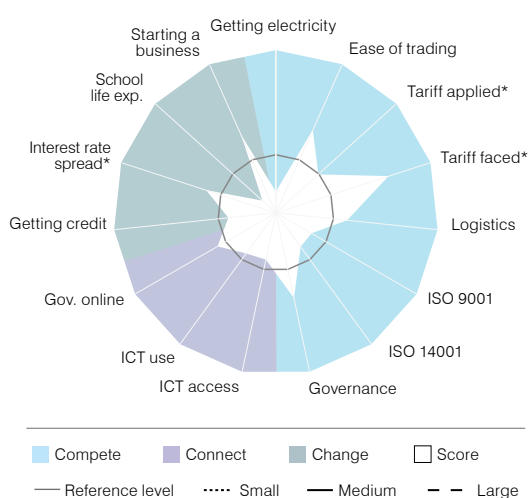 Getting electricity
Starting a
business
Ease of trading
School
life exp.
Tariff applied*
Interest rate
spread*
Tariff faced*
Getting credit
Logistics
Gov. online
ISO 9001
ICT use
ISO 14001
ICT access
Governance
Compete
Connect
Change
Score
Reference level
Small
Medium
Large